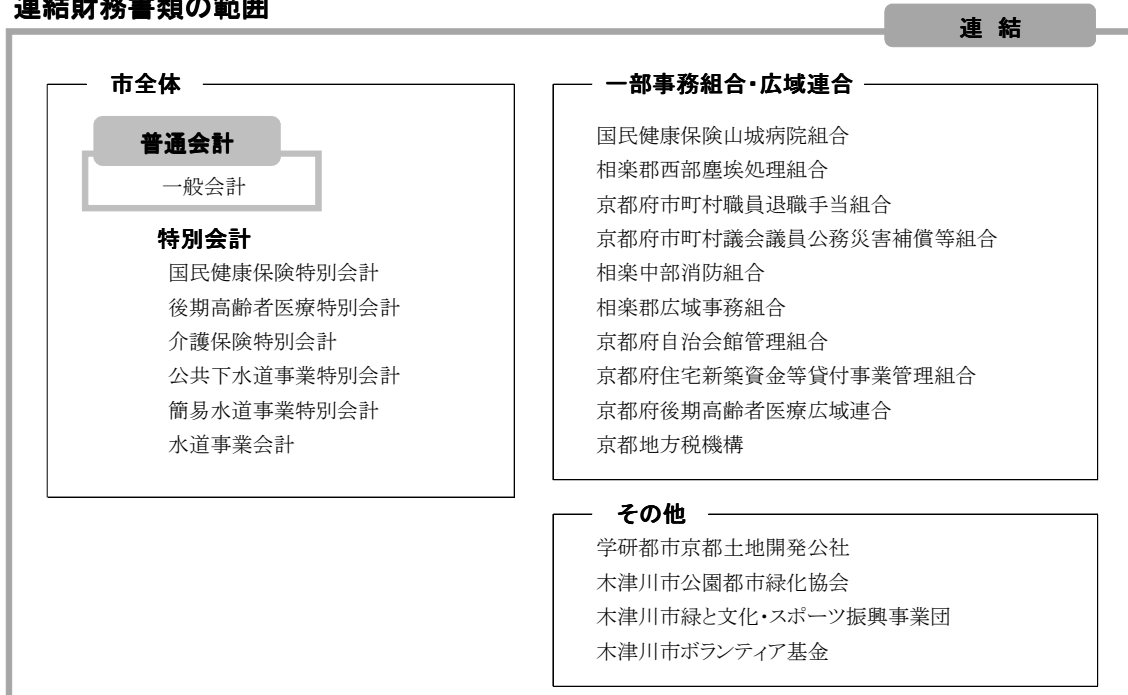 連結財務書類の範囲
連 結
市全体
普通会計
一般会計
特別会計
国民健康保険特別会計
後期高齢者医療特別会計
介護保険特別会計
公共下水道事業特別会計
簡易水道事業特別会計
水道事業会計
一部事務組合・広域連合
国民健康保険山城病院組合
相楽郡西部塵埃処理組合
京都府市町村職員退職手当組合
京都府市町村議会議員公務災害補償等組合
相楽中部消防組合
相楽郡広域事務組合
京都府自治会館管理組合
京都府住宅新築資金等貸付事業管理組合
京都府後期高齢者医療広域連合
京都地方税機構
その他
学研都市京都土地開発公社
木津川市公園都市緑化協会
木津川市緑と文化・スポーツ振興事業団
木津川市ボランティア基金